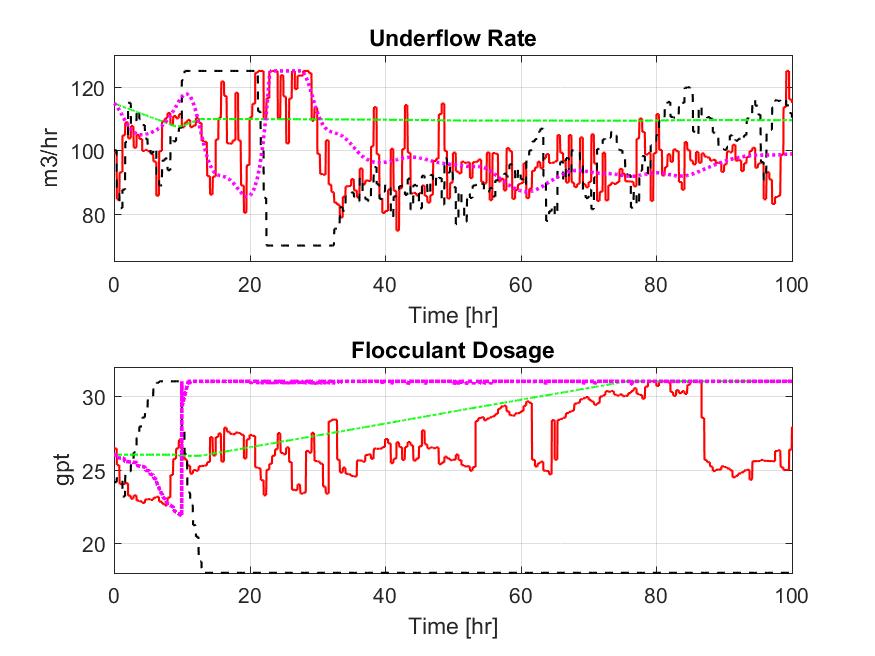 Underflow Rate
m3/hr
120
100
80
0 20 40 60 80 100
Time [hr]
Flocculant Dosage
gpt
30
25
20
0 20 40 60 80 100
Time [hr]